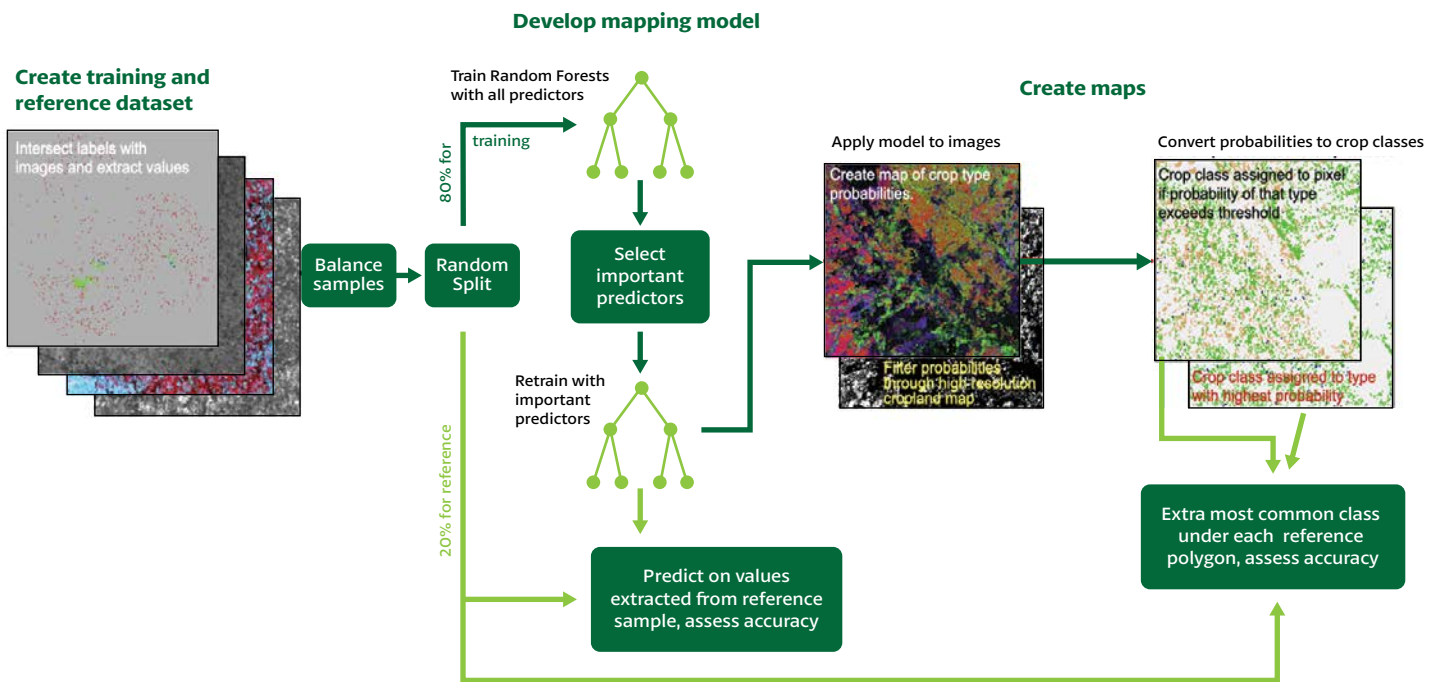 Develop mapping model
Create training and
reference dataset
Intersect labels with
images and extract values
Balance
samples
Random
Split
80% for
training
20% for reference
Train Random Forests
with all predictors
Select
important
predictors
Retrain with
important
predictors
Predict on values
extracted from reference
sample, assess accuracy
Create maps
Apply model to images
Create map of crop type
probabilities.
Filter probabilities
through high-resolution
cropland map
Convert probabilities to crop classes
Crop class assigned to pixel
if probability of that type
exceeds threshold
Crop class assigned to type
with highest probability
Extra most common class
under each reference
polygon, assess accuracy